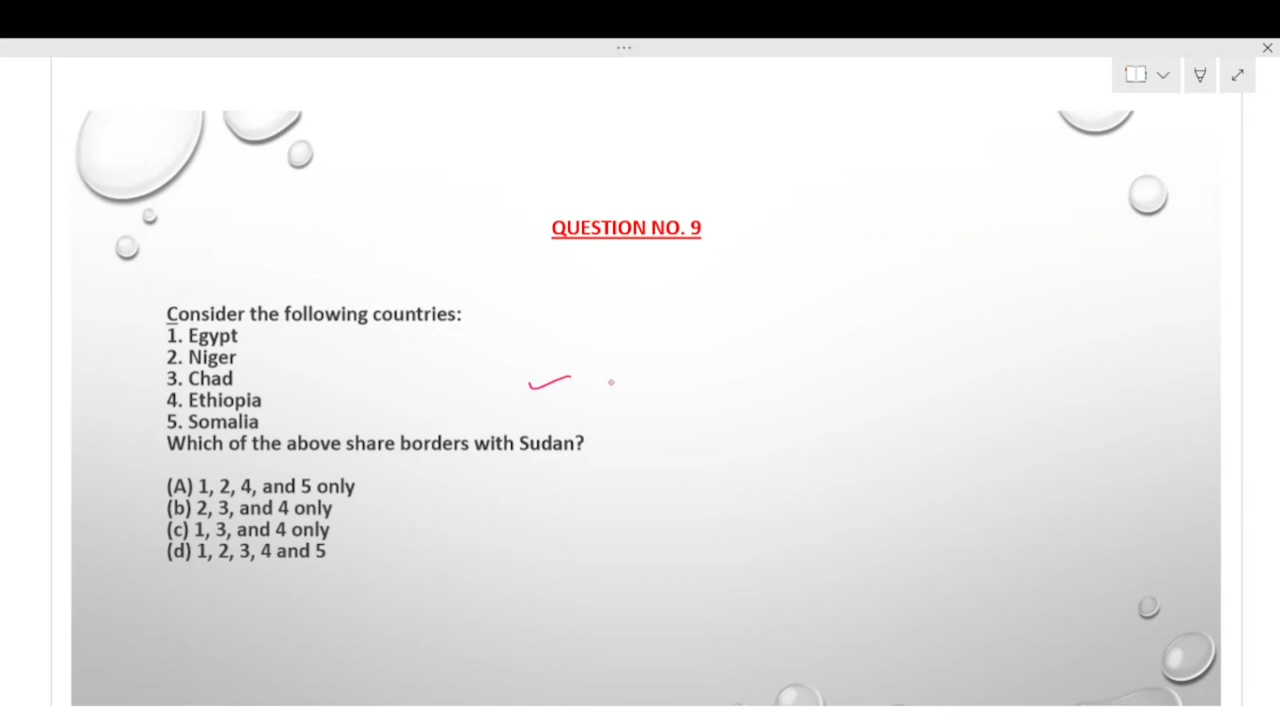 QUESTION NO. 9
Consider the following countries:
1. Egypt
2. Niger
3. Chad
4. Ethiopia
5. Somalia
Which of the above share borders with Sudan?
(A) 1, 2, 4, and 5 only
(b) 2, 3, and 4 only
(c) 1, 3, and 4 only
(d) 1, 2, 3, 4 and 5